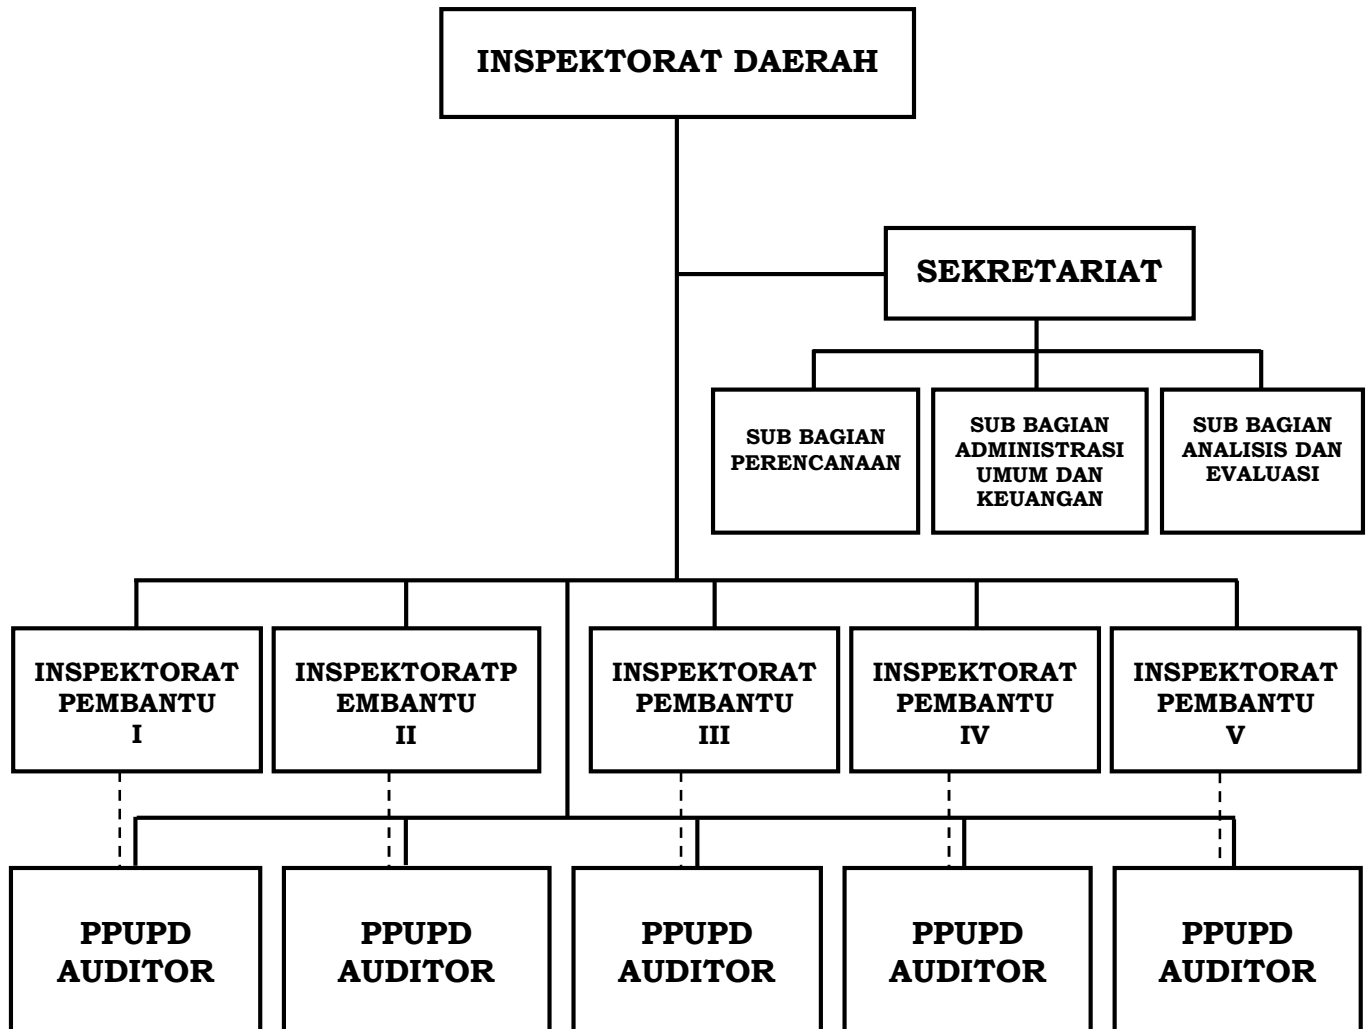 INSPEKTORAT DAERAH
SEKRETARIAT
SUB BAGIAN
PERENCANAAN
SUB BAGIAN
ADMINISTRASI
UMUM DAN
KEUANGAN
SUB BAGIAN
ANALISIS DAN
EVALUASI
INSPEKTORAT
PEMBANTU
I
INSPEKTORATP
EMBANTU
II
INSPEKTORAT
PEMBANTU
III
INSPEKTORAT
PEMBANTU
IV
INSPEKTORAT
PEMBANTU
V
PPUPD
AUDITOR
PPUPD
AUDITOR
PPUPD
AUDITOR
PPUPD
AUDITOR
PPUPD
AUDITOR